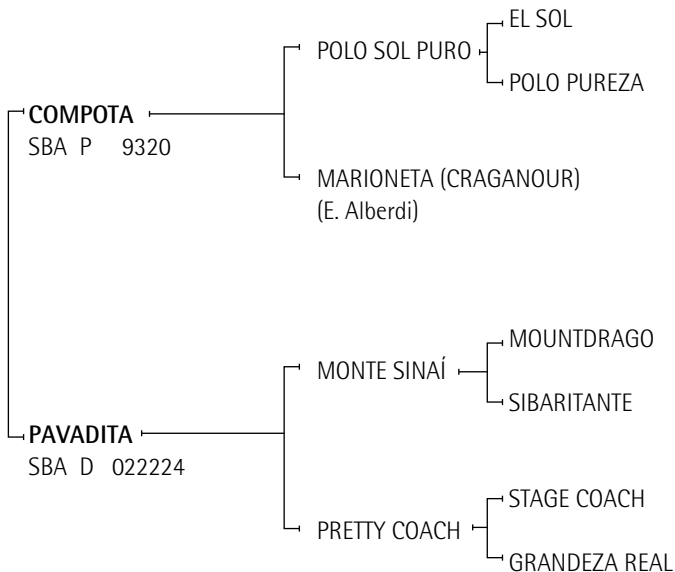 EL SOL
POLO SOL PURO
POLO PUREZA
COMPOTA
SBA P 9320
MARIONETA (CRAGANOUR)
(E. Alberdi)
MOUNTDRAGO
MONTE SINAÍ
SIBARITANTE
PAVADITA
SBA D 022224
STAGE COACH
PRETTY COACH
GRANDEZA REAL